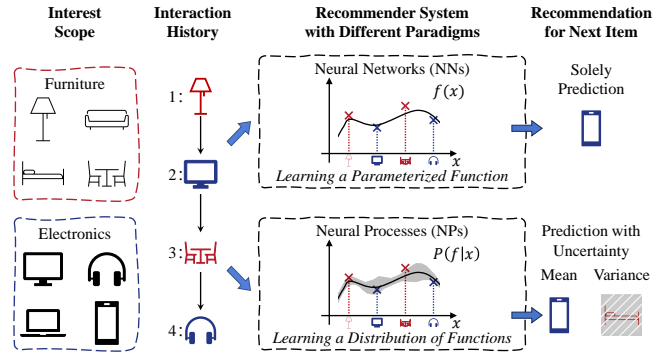 Interest
Scope
Interaction
History
Recommender System
with Different Paradigms
Recommendation
for Next Item
Furniture
Electronics
1:
2:
3:
4:
Neural Networks (NNs)
f(x)
x
Learning a Parameterized Function
Neural Processes (NPs)
P(f|x)
x
Learning a Distribution of Functions
Solely
Prediction
Prediction with
Uncertainty
Mean Variance